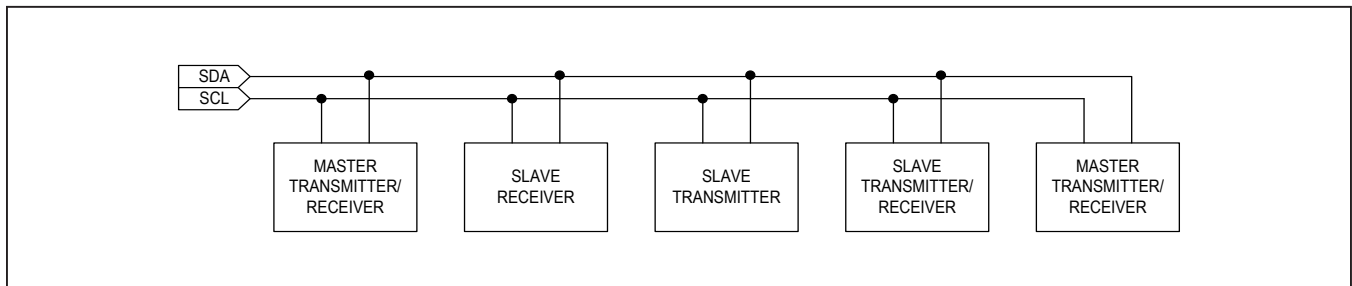 SDA
SCL
MASTER
TRANSMITTER/
RECEIVER
SLAVE
RECEIVER
SLAVE
TRANSMITTER
SLAVE
TRANSMITTER/
RECEIVER
MASTER
TRANSMITTER/
RECEIVER